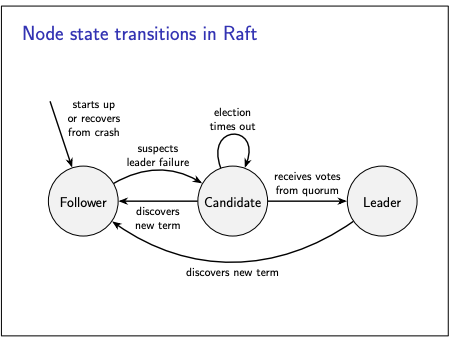 Node state transitions in Raft
starts up
or recovers
from crash
election
times out
suspects
leader failure
receives votes
from quorum
Follower
Candidate
Leader
discovers
new term
discovers new term